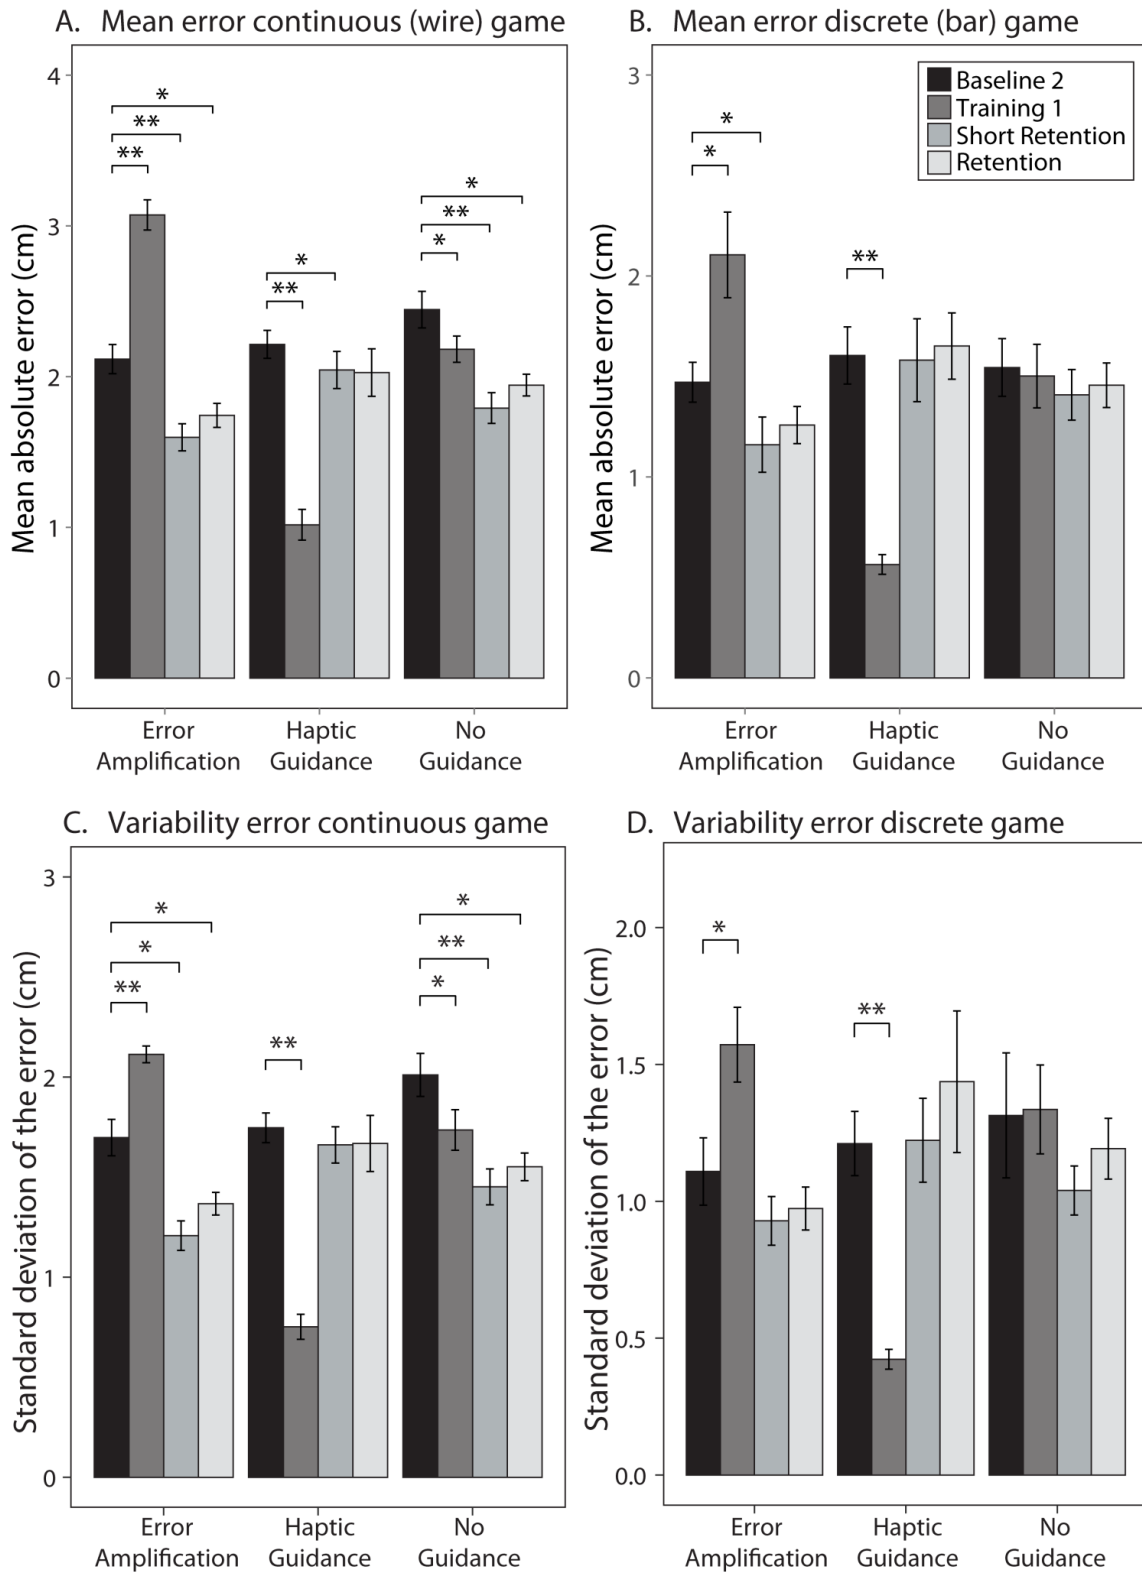 A. Mean error continuous (wire) game
Mean absolute error (cm)
4
3
2
1
0
*
**
**
*
**
*
**
*
Error Amplification
Haptic Guidance
No Guidance
B. Mean error discrete (bar) game
Mean absolute error (cm)
3
2
1
0
Baseline 2
Training 1
Short Retention
Retention
*
*
**
Error Amplification
Haptic Guidance
No Guidance
C. Variability error continuous game
Standard deviation of the error (cm)
3
2
1
0
*
*
**
**
*
**
*
Error Amplification
Haptic Guidance
No Guidance
D. Variability error discrete game
Standard deviation of the error (cm)
2.0
1.5
1.0
0.5
0.0
*
**
Error Amplification
Haptic Guidance
No Guidance